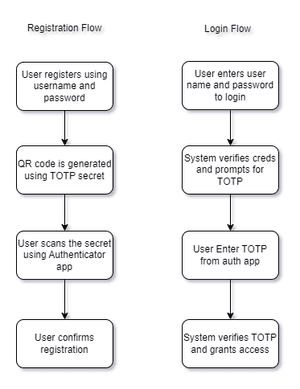 Registration Flow
User registers using
username and
password
QR code is generated
using TOTP secret
User scans the secret
using Authenticator
app
User confirms
registration
Login Flow
User enters user
name and password
to login
System verifies creds
and prompts for
TOTP
User Enter TOTP
from auth app
System verifies TOTP
and grants access